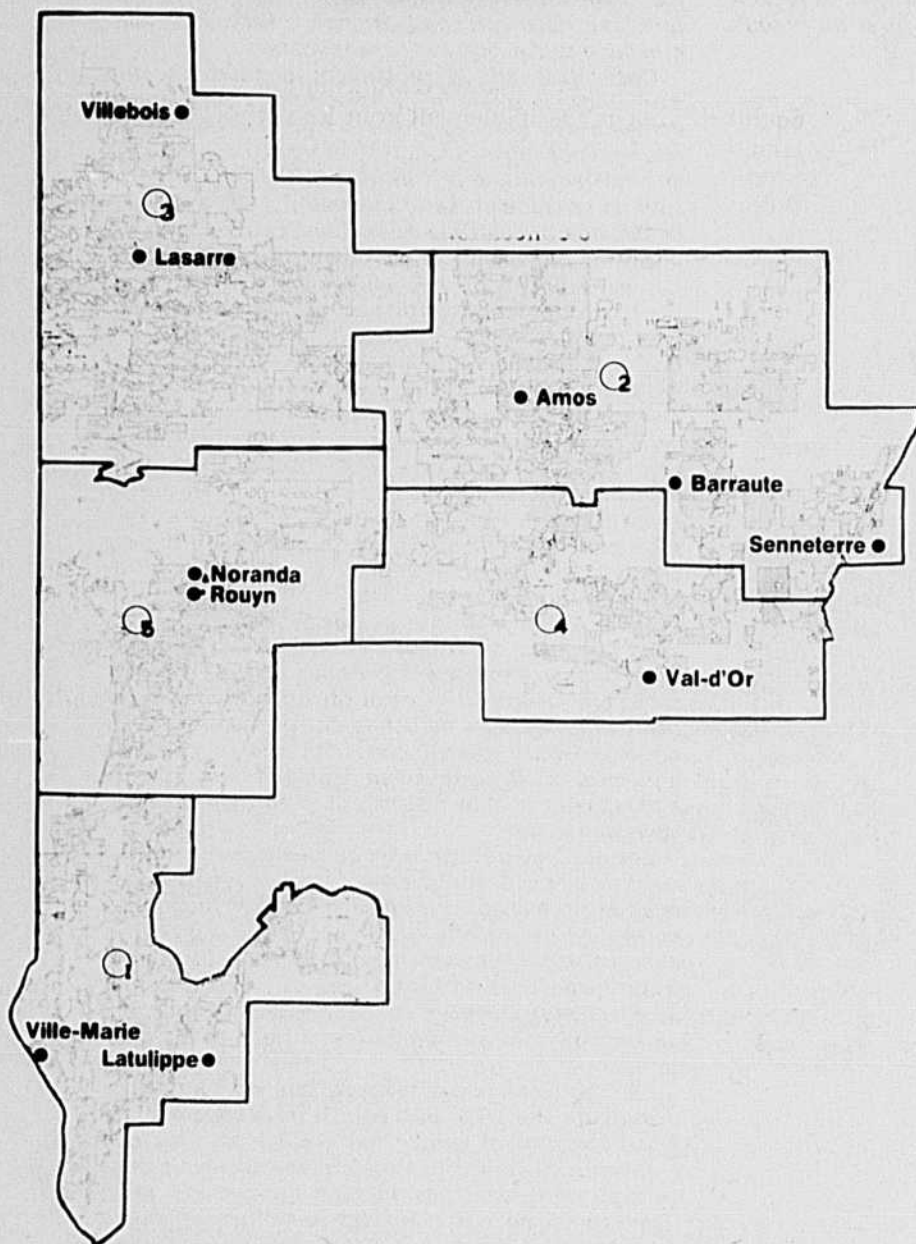 Villebois
3
Lasarre
2
Amos
Barraute
Senneterre
Noranda
Rouyn
5
4
Val-d'Or
1
Ville-Marie
Latulippe